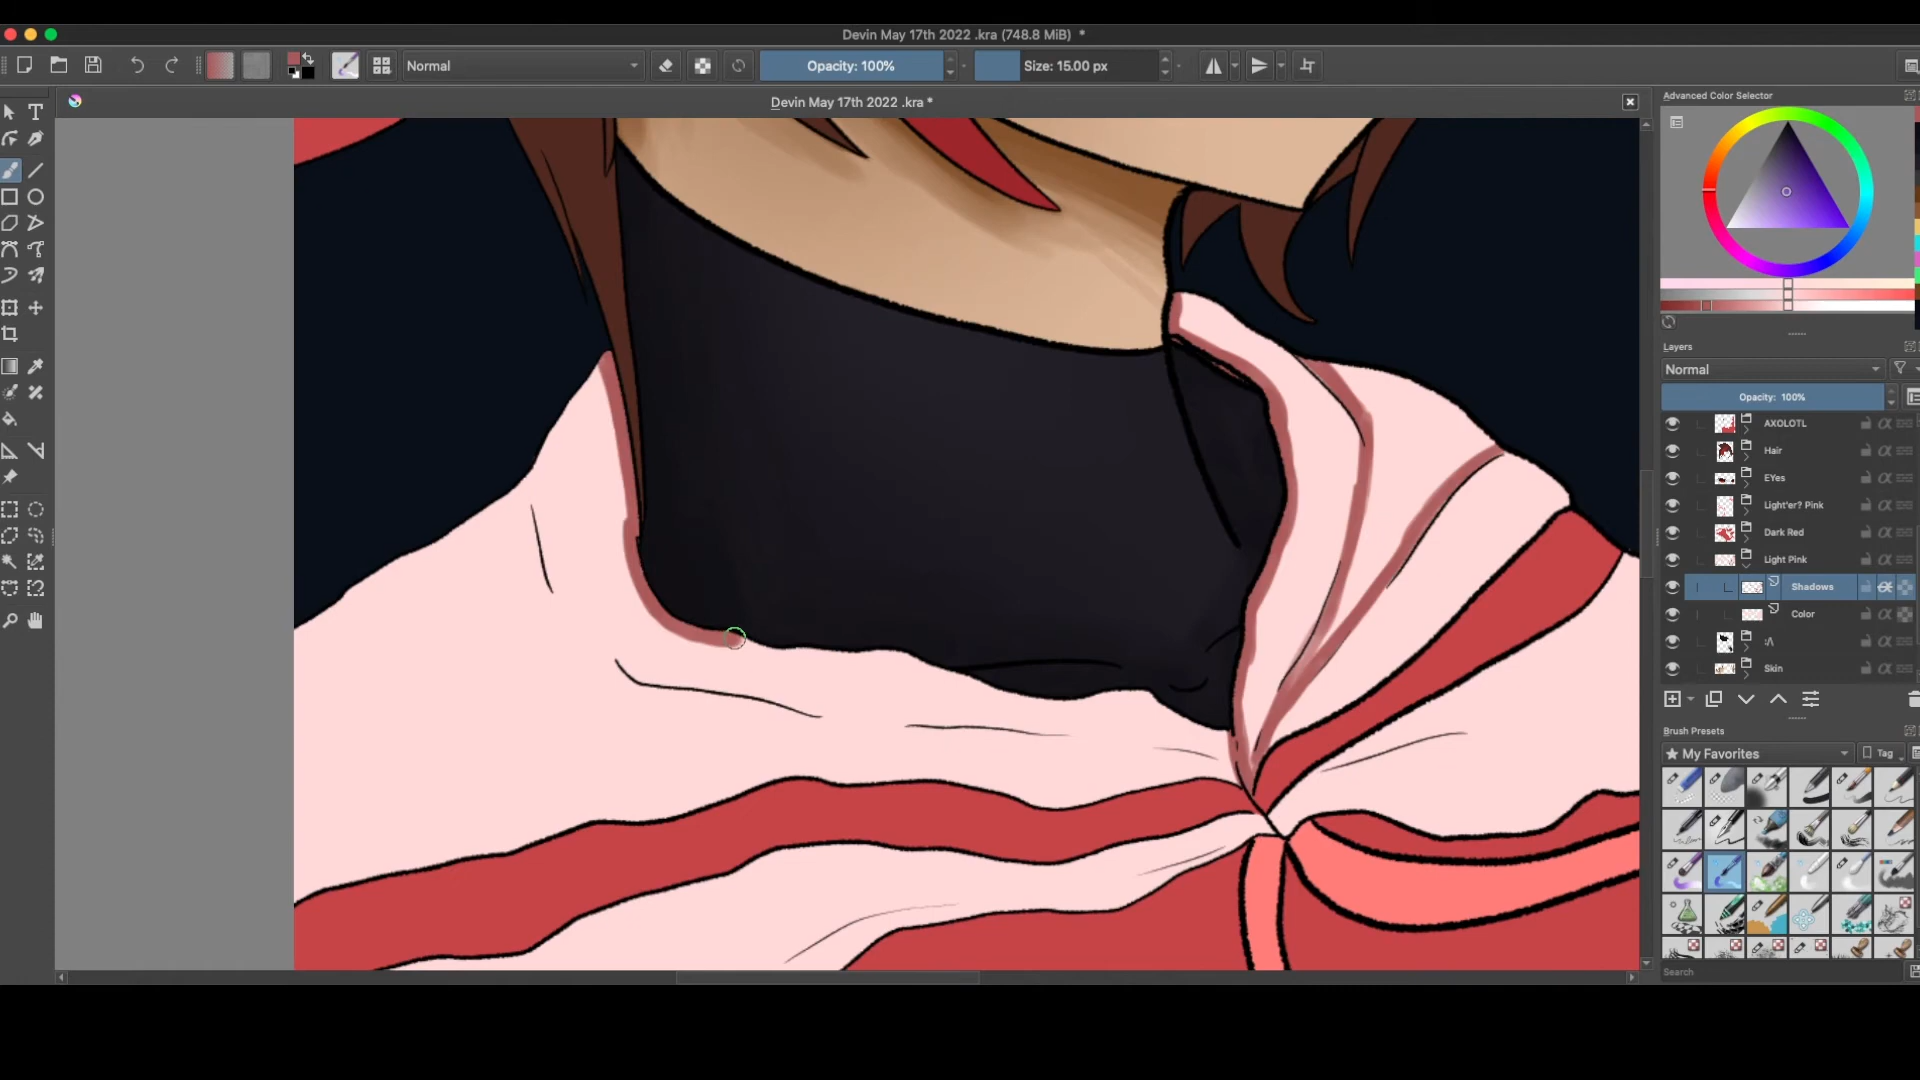 Devin May 17th 2022 .kra (748.8 MiB) *
Normal
Opacity: 100%
Size: 15.00 px
Devin May 17th 2022 .kra *
Advanced Color Selector
Layers
Normal
Opacity: 100%
AXOLOTL
Hair
EYes
Light'er? Pink
Dark Red
Light Pink
Shadows
Color
:/\
Skin
Brush Presets
★ My Favorites
Tag
Search